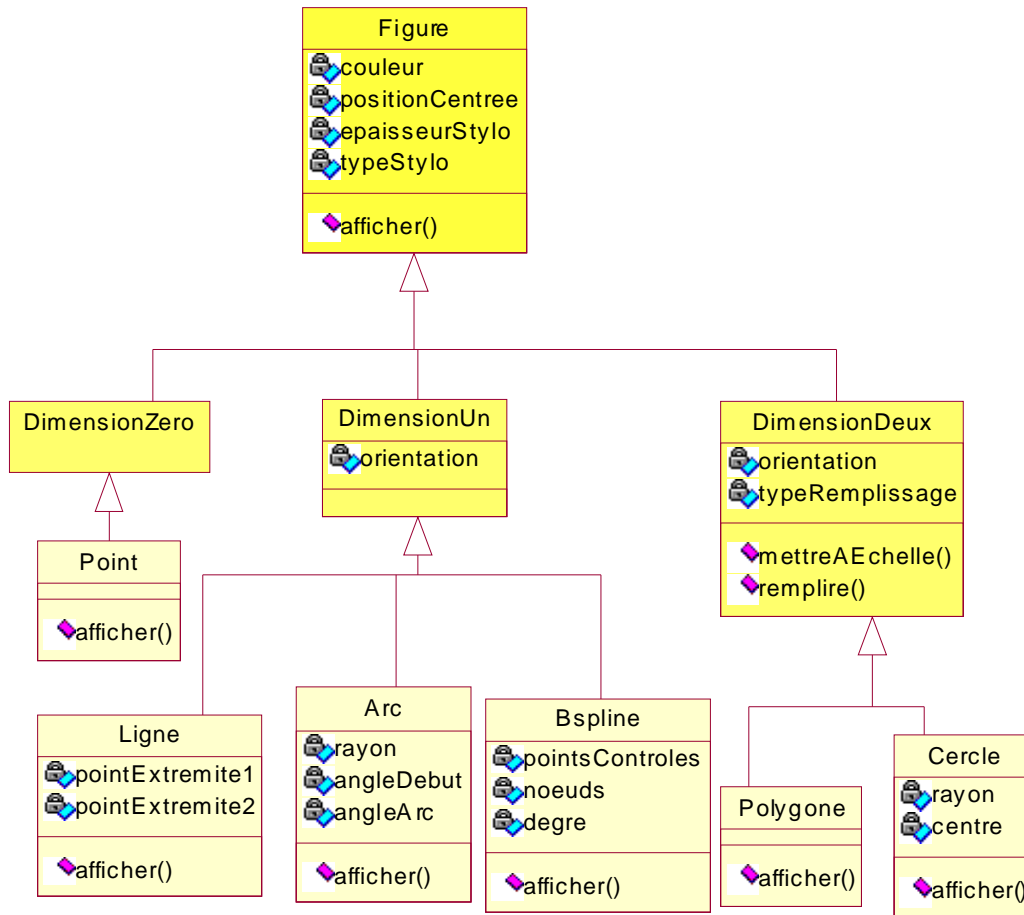 Figure
couleur
positionCentree
epaisseurStylo
typeStylo
afficher()
DimensionZero
DimensionUn
orientation
DimensionDeux
orientation
typeRemplissage
mettreAEchelle()
remplire()
Point
afficher()
Ligne
pointExtremite1
pointExtremite2
afficher()
Arc
rayon
angleDebut
angleArc
afficher()
Bspline
pointsControles
noeuds
degre
afficher()
Polygone
afficher()
Cercle
rayon
centre
afficher()